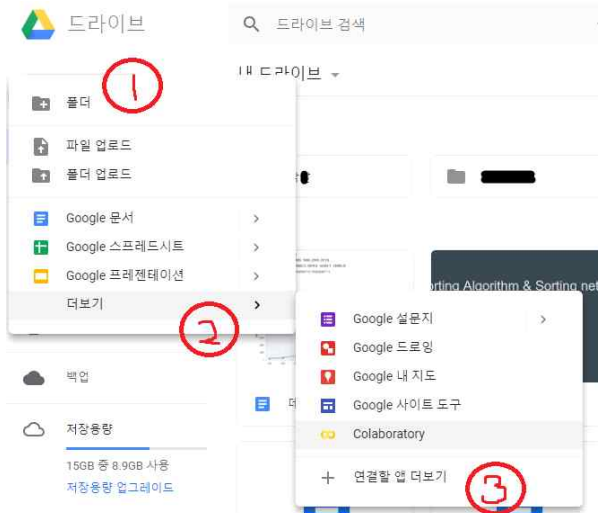 드라이브
드라이브 검색
내 드라이브
1
폴더
파일 업로드
폴더 업로드
Google 문서
Google 스프레드시트
Google 프레젠테이션
더보기
2
orting Algorithm & Sorting net
Google 설문지
Google 드로잉
Google 내 지도
Google 사이트 도구
Colaboratory
연결할 앱 더보기
3
백업
저장용량
15GB 중 8.9GB 사용
저장용량 업그레이드